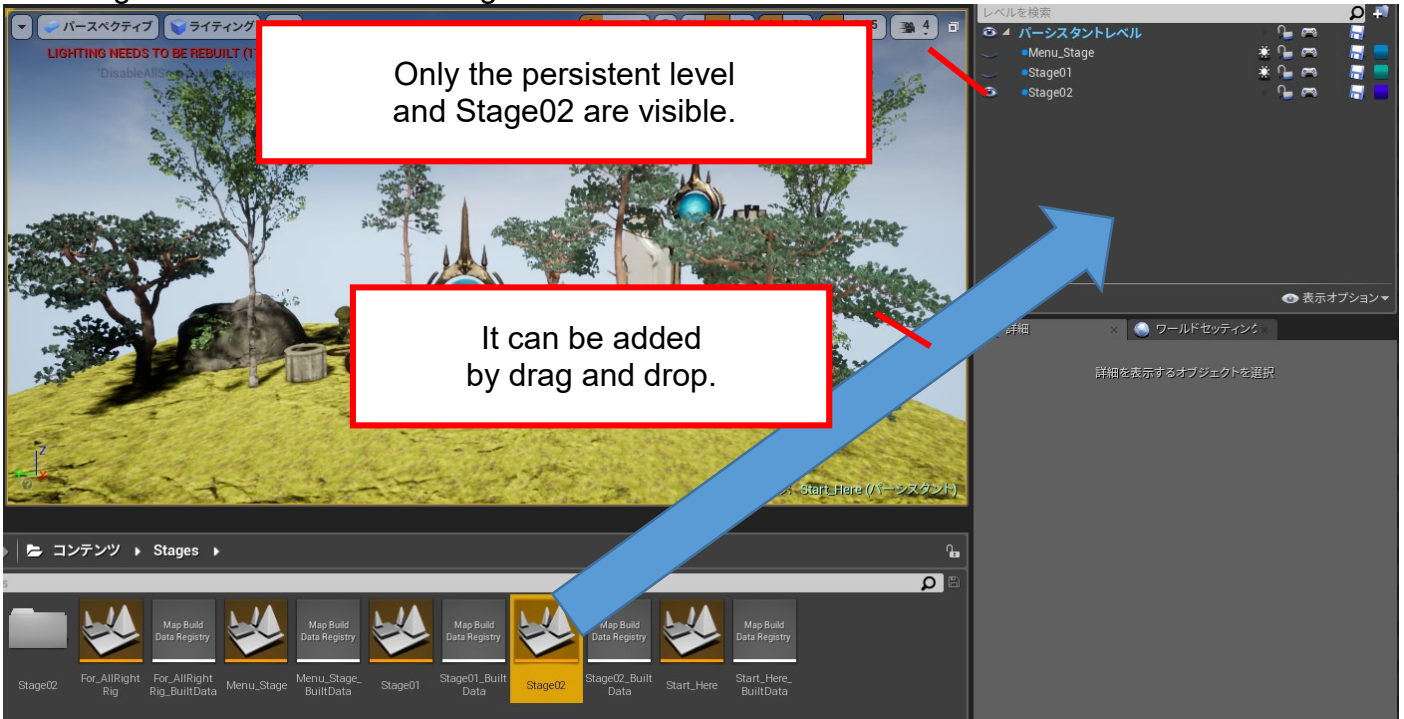 パースペクティブ
ライティング
4
レベルを検索
LIGHTING NEEDS TO BE REBUILT
Only the persistent level
and Stage02 are visible.
パーシスタントレベル
Menu_Stage
Stage01
Stage02
It can be added
by drag and drop.
表示オプション
詳細
ワールドセッティング
詳細を表示するオブジェクトを選択
Z
Start_Here (パーシスタント)
コンテンツ
Stages
Map Build
Data Registry
Map Build
Data Registry
Map Build
Data Registry
Map Build
Data Registry
Map Build
Data Registry
Stage02
For_AllRight
Rig
For_AllRight
Rig_BuiltData
Menu_Stage
Menu_Stage_
BuiltData
Stage01
Stage01_Built
Data
Stage02
Stage02_Built
Data
Start_Here
Start_Here_
BuiltData